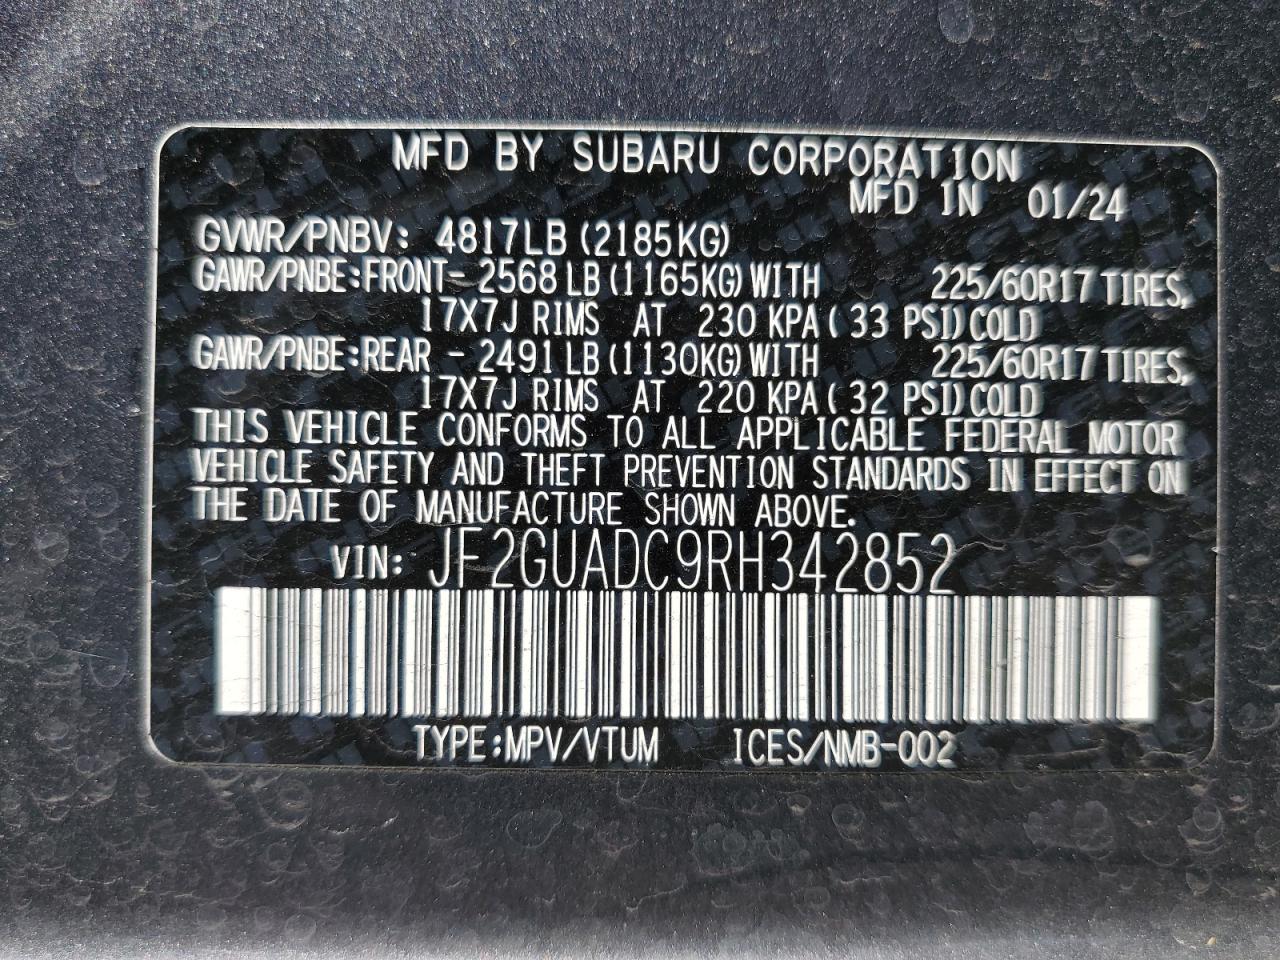 MFD BY SUBARU CORPORATION
MFD IN 01/24
GVWR/PNBV: 4817LB (2185KG)
GAWR/PNBE:FRONT- 2568 LB (1165KG) WITH 225/60R17 TIRES,
17X7J RIMS AT 230 KPA ( 33 PSI) COLD
GAWR/PNBE:REAR - 2491 LB (1130KG) WITH 225/60R17 TIRES,
17X7J RIMS AT 220 KPA ( 32 PSI) COLD
THIS VEHICLE CONFORMS TO ALL APPLICABLE FEDERAL MOTOR
VEHICLE SAFETY AND THEFT PREVENTION STANDARDS IN EFFECT ON
THE DATE OF MANUFACTURE SHOWN ABOVE.
VIN: JF2GUADC9RH342852
TYPE:MPV/VTUM ICES/NMB-002